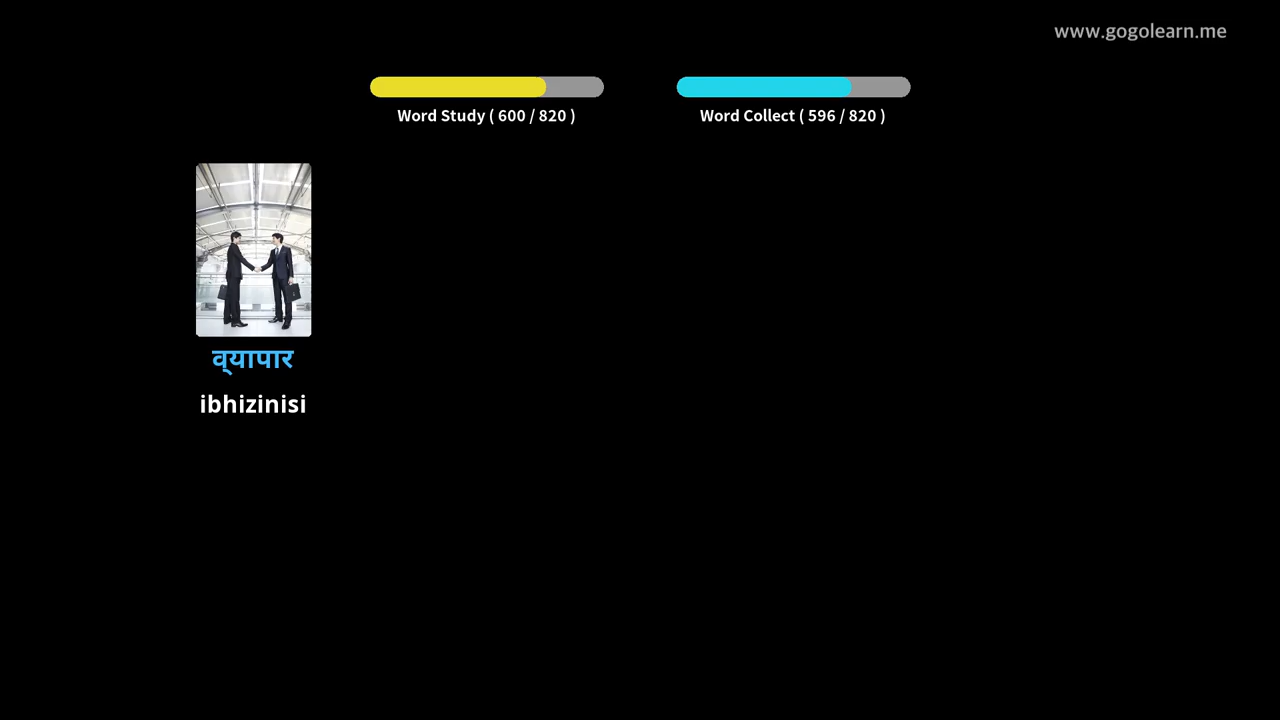 www.gogolearn.me
Word Study ( 600 / 820 )
Word Collect ( 596 / 820 )
व्यापार
ibhizinisi